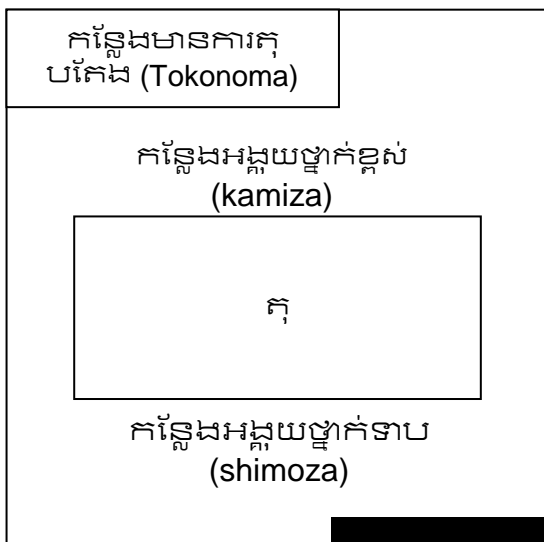 កន្លែងមានការតុ
បតែង (Tokonoma)
កន្លែងអង្គុយថ្នាក់ខ្ពស់
(kamiza)
តុ
កន្លែងអង្គុយថ្នាក់ទាប
(shimoza)